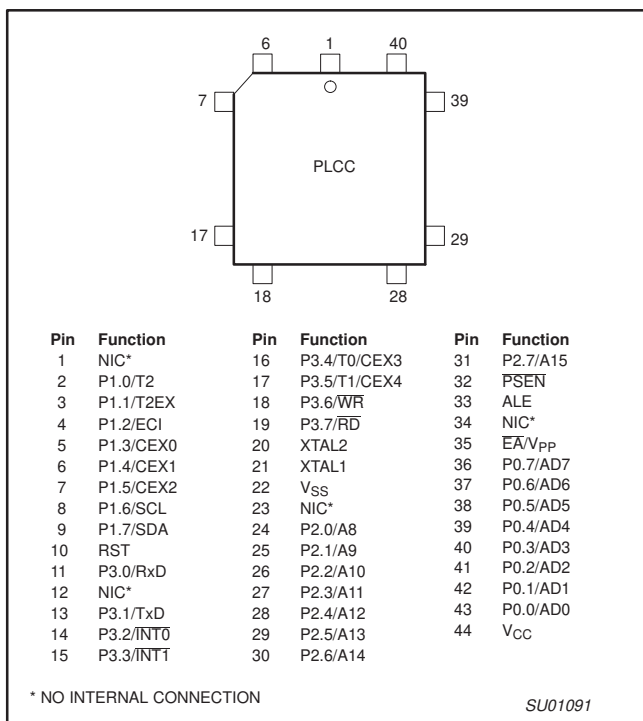 6 1 40
7 39
PLCC
17 29
18 28
Pin Function Pin Function Pin Function
1 NIC* 16 P3.4/T0/CEX3 31 P2.7/A15
2 P1.0/T2 17 P3.5/T1/CEX4 32 P̅S̅E̅N̅
3 P1.1/T2EX 18 P3.6/W̅R̅ 33 ALE
4 P1.2/ECI 19 P3.7/R̅D̅ 34 NIC*
5 P1.3/CEX0 20 XTAL2 35 E̅A̅/VPP
6 P1.4/CEX1 21 XTAL1 36 P0.7/AD7
7 P1.5/CEX2 22 VSS 37 P0.6/AD6
8 P1.6/SCL 23 NIC* 38 P0.5/AD5
9 P1.7/SDA 24 P2.0/A8 39 P0.4/AD4
10 RST 25 P2.1/A9 40 P0.3/AD3
11 P3.0/RxD 26 P2.2/A10 41 P0.2/AD2
12 NIC* 27 P2.3/A11 42 P0.1/AD1
13 P3.1/TxD 28 P2.4/A12 43 P0.0/AD0
14 P3.2/I̅N̅T̅0̅ 29 P2.5/A13 44 VCC
15 P3.3/I̅N̅T̅1̅ 30 P2.6/A14
* NO INTERNAL CONNECTION SU01091